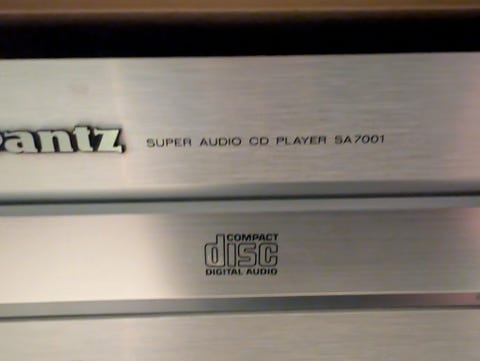 antz SUPER AUDIO CD PLAYER SA7001
COMPACT
disc
DIGITAL AUDIO